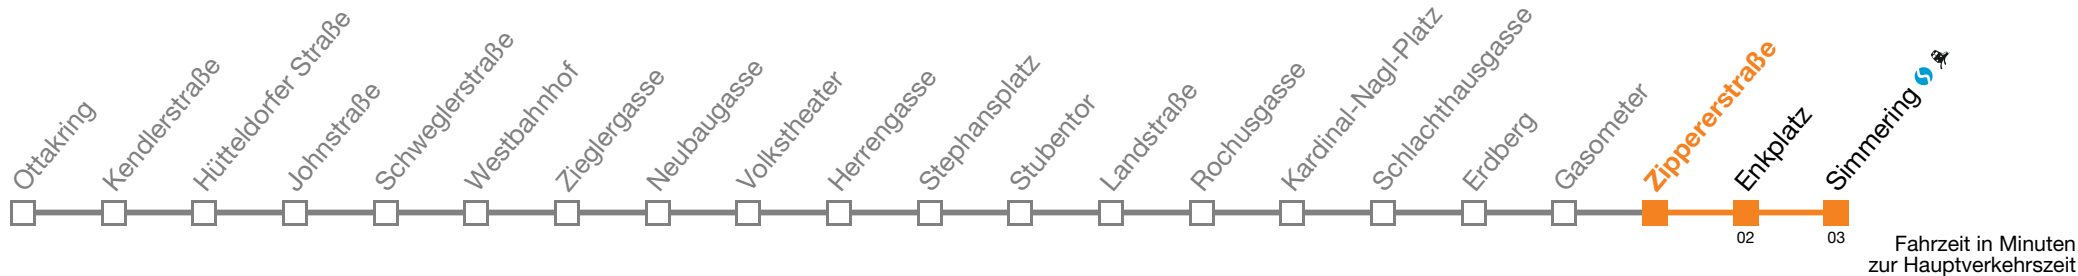 Ottakring
Kendlerstraße
Hütteldorfer Straße
Johnstraße
Schweglerstraße
Westbahnhof
Zieglergasse
Neubaugasse
Volkstheater
Herrengasse
Stephansplatz
Stubentor
Landstraße
Rochusgasse
Kardinal-Nagl-Platz
Schlachthausgasse
Erdberg
Gasometer
Zippererstraße
Enkplatz
Simmering
02
03
Fahrzeit in Minuten
zur Hauptverkehrszeit